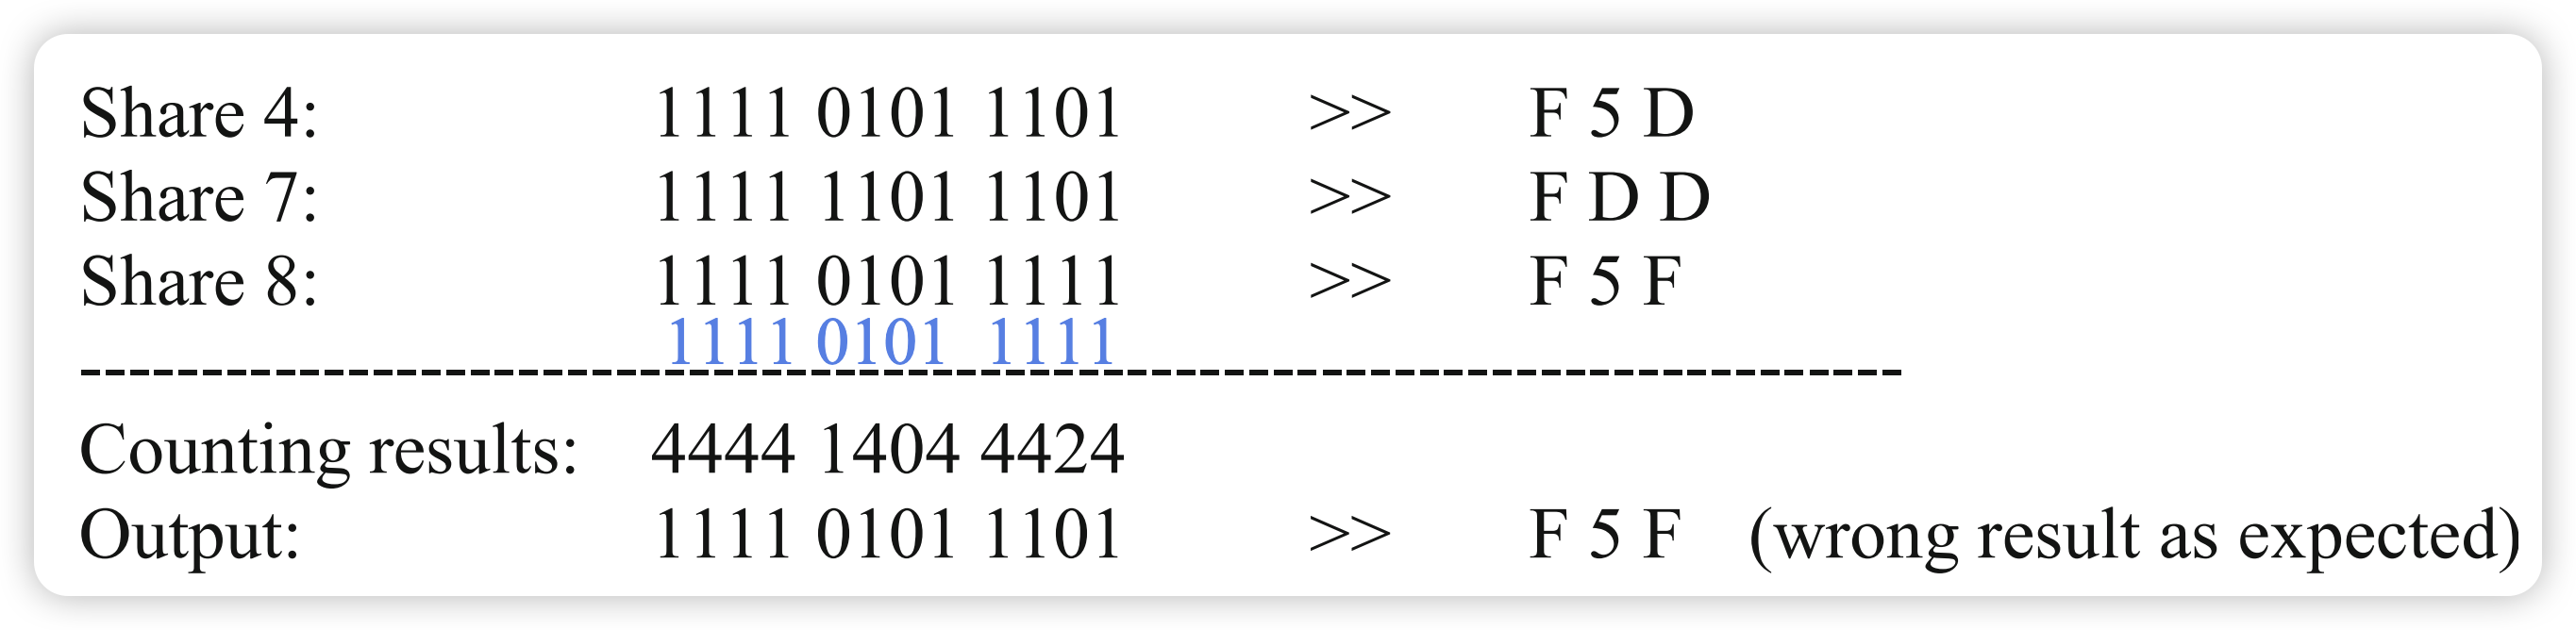 Share 4: 1111 0101 1101 >> F 5 D
Share 7: 1111 1101 1101 >> F D D
Share 8: 1111 0101 1111 >> F 5 F
1111 0101 1111
Counting results: 4444 1404 4424
Output: 1111 0101 1101 >> F 5 F (wrong result as expected)